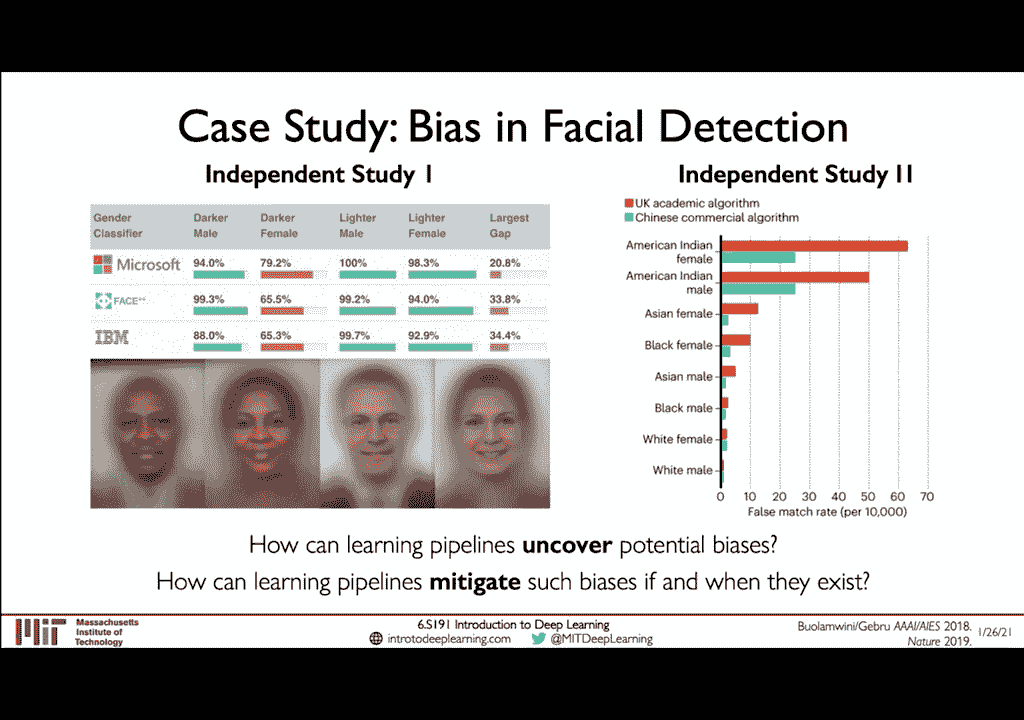 Case Study: Bias in Facial Detection
Independent Study I
Gender Classifier
Darker Male
Darker Female
Lighter Male
Lighter Female
Largest Gap
Microsoft 94.0% 79.2% 100% 98.3% 20.8%
FACE++ 99.3% 65.5% 99.2% 94.0% 33.8%
IBM 88.0% 65.3% 99.7% 92.9% 34.4%
Independent Study II
UK academic algorithm
Chinese commercial algorithm
American Indian
female
American Indian
male
Asian female
Black female
Asian male
Black male
White female
White male
0 10 20 30 40 50 60 70
False match rate (per 10,000)
How can learning pipelines uncover potential biases?
How can learning pipelines mitigate such biases if and when they exist?
MIT
Massachusetts
Institute of
Technology
6.S191 Introduction to Deep Learning
introtodeeplearning.com @MITDeepLearning
Buolamwini/Gebru AAAI/AIES 2018.
Nature 2019.
1/26/21